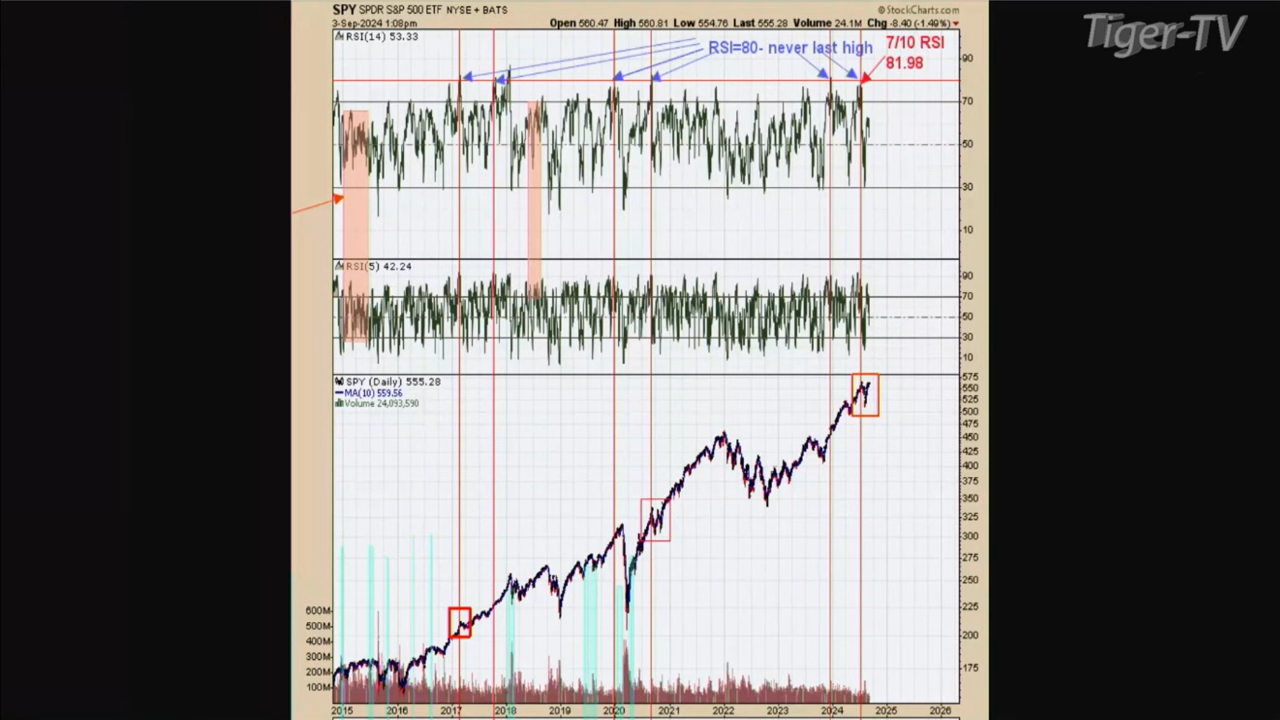 SPY SPDR S&P 500 ETF NYSE + BATS
© StockCharts.com
3-Sep-2024 1:08pm
Open 560.47 High 560.81 Low 554.76 Last 555.28 Volume 24.1M Chg -8.40 (-1.49%)
Tiger-TV
RSI(14) 53.33
RSI=80- never last high
7/10 RSI
81.98
90
70
50
30
10
RSI(5) 42.24
90
70
50
30
10
SPY (Daily) 555.28
MA(10) 559.56
Volume 24,093,590
575
550
525
500
475
450
425
400
375
350
325
300
275
250
225
200
175
600M
500M
400M
300M
200M
100M
2015 2016 2017 2018 2019 2020 2021 2022 2023 2024 2025 2026